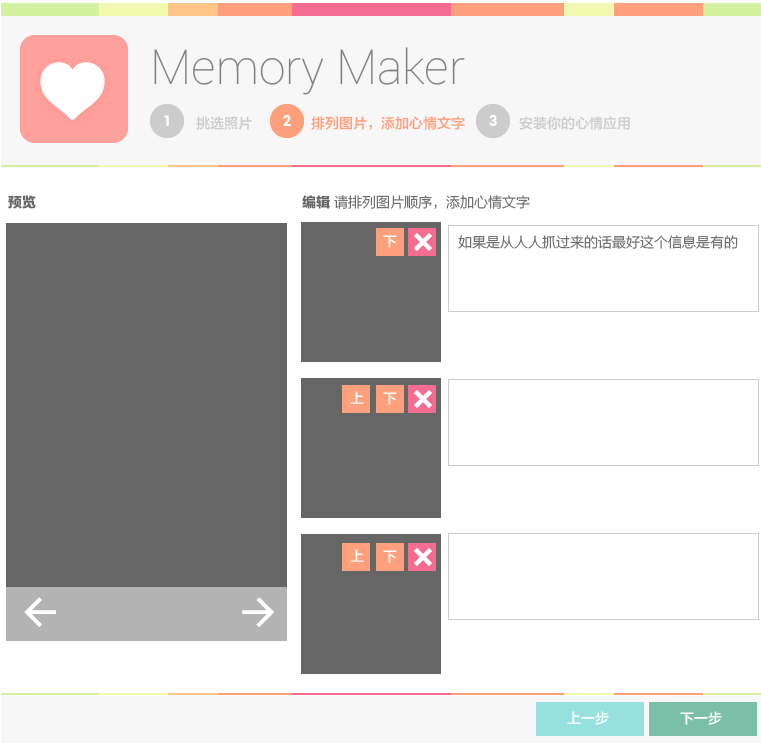 Memory Maker
1 挑选照片 2 排列图片，添加心情文字 3 安装你的心情应用
预览
编辑 请排列图片顺序，添加心情文字
下
如果是从人人抓过来的话最好这个信息是有的
上 下
上 下
上一步 下一步